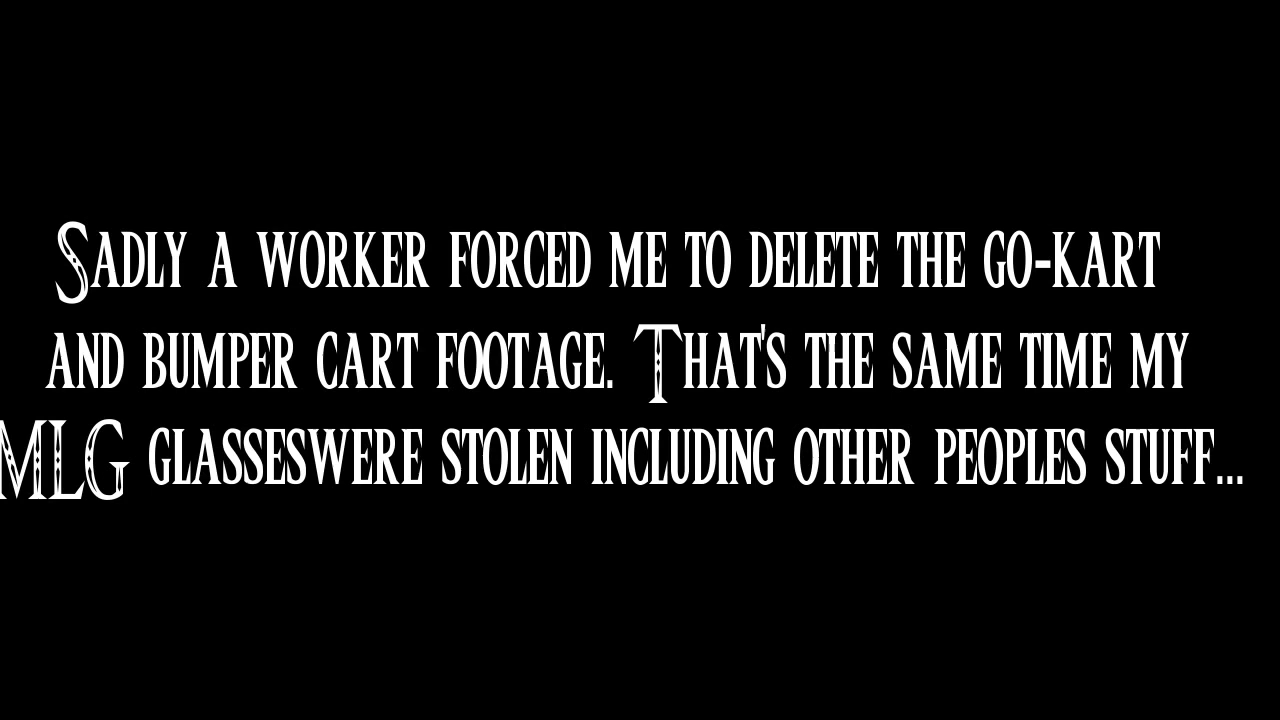 Sadly a worker forced me to delete the go-kart
and bumper cart footage. That's the same time my
MLG glasseswere stolen including other peoples stuff...